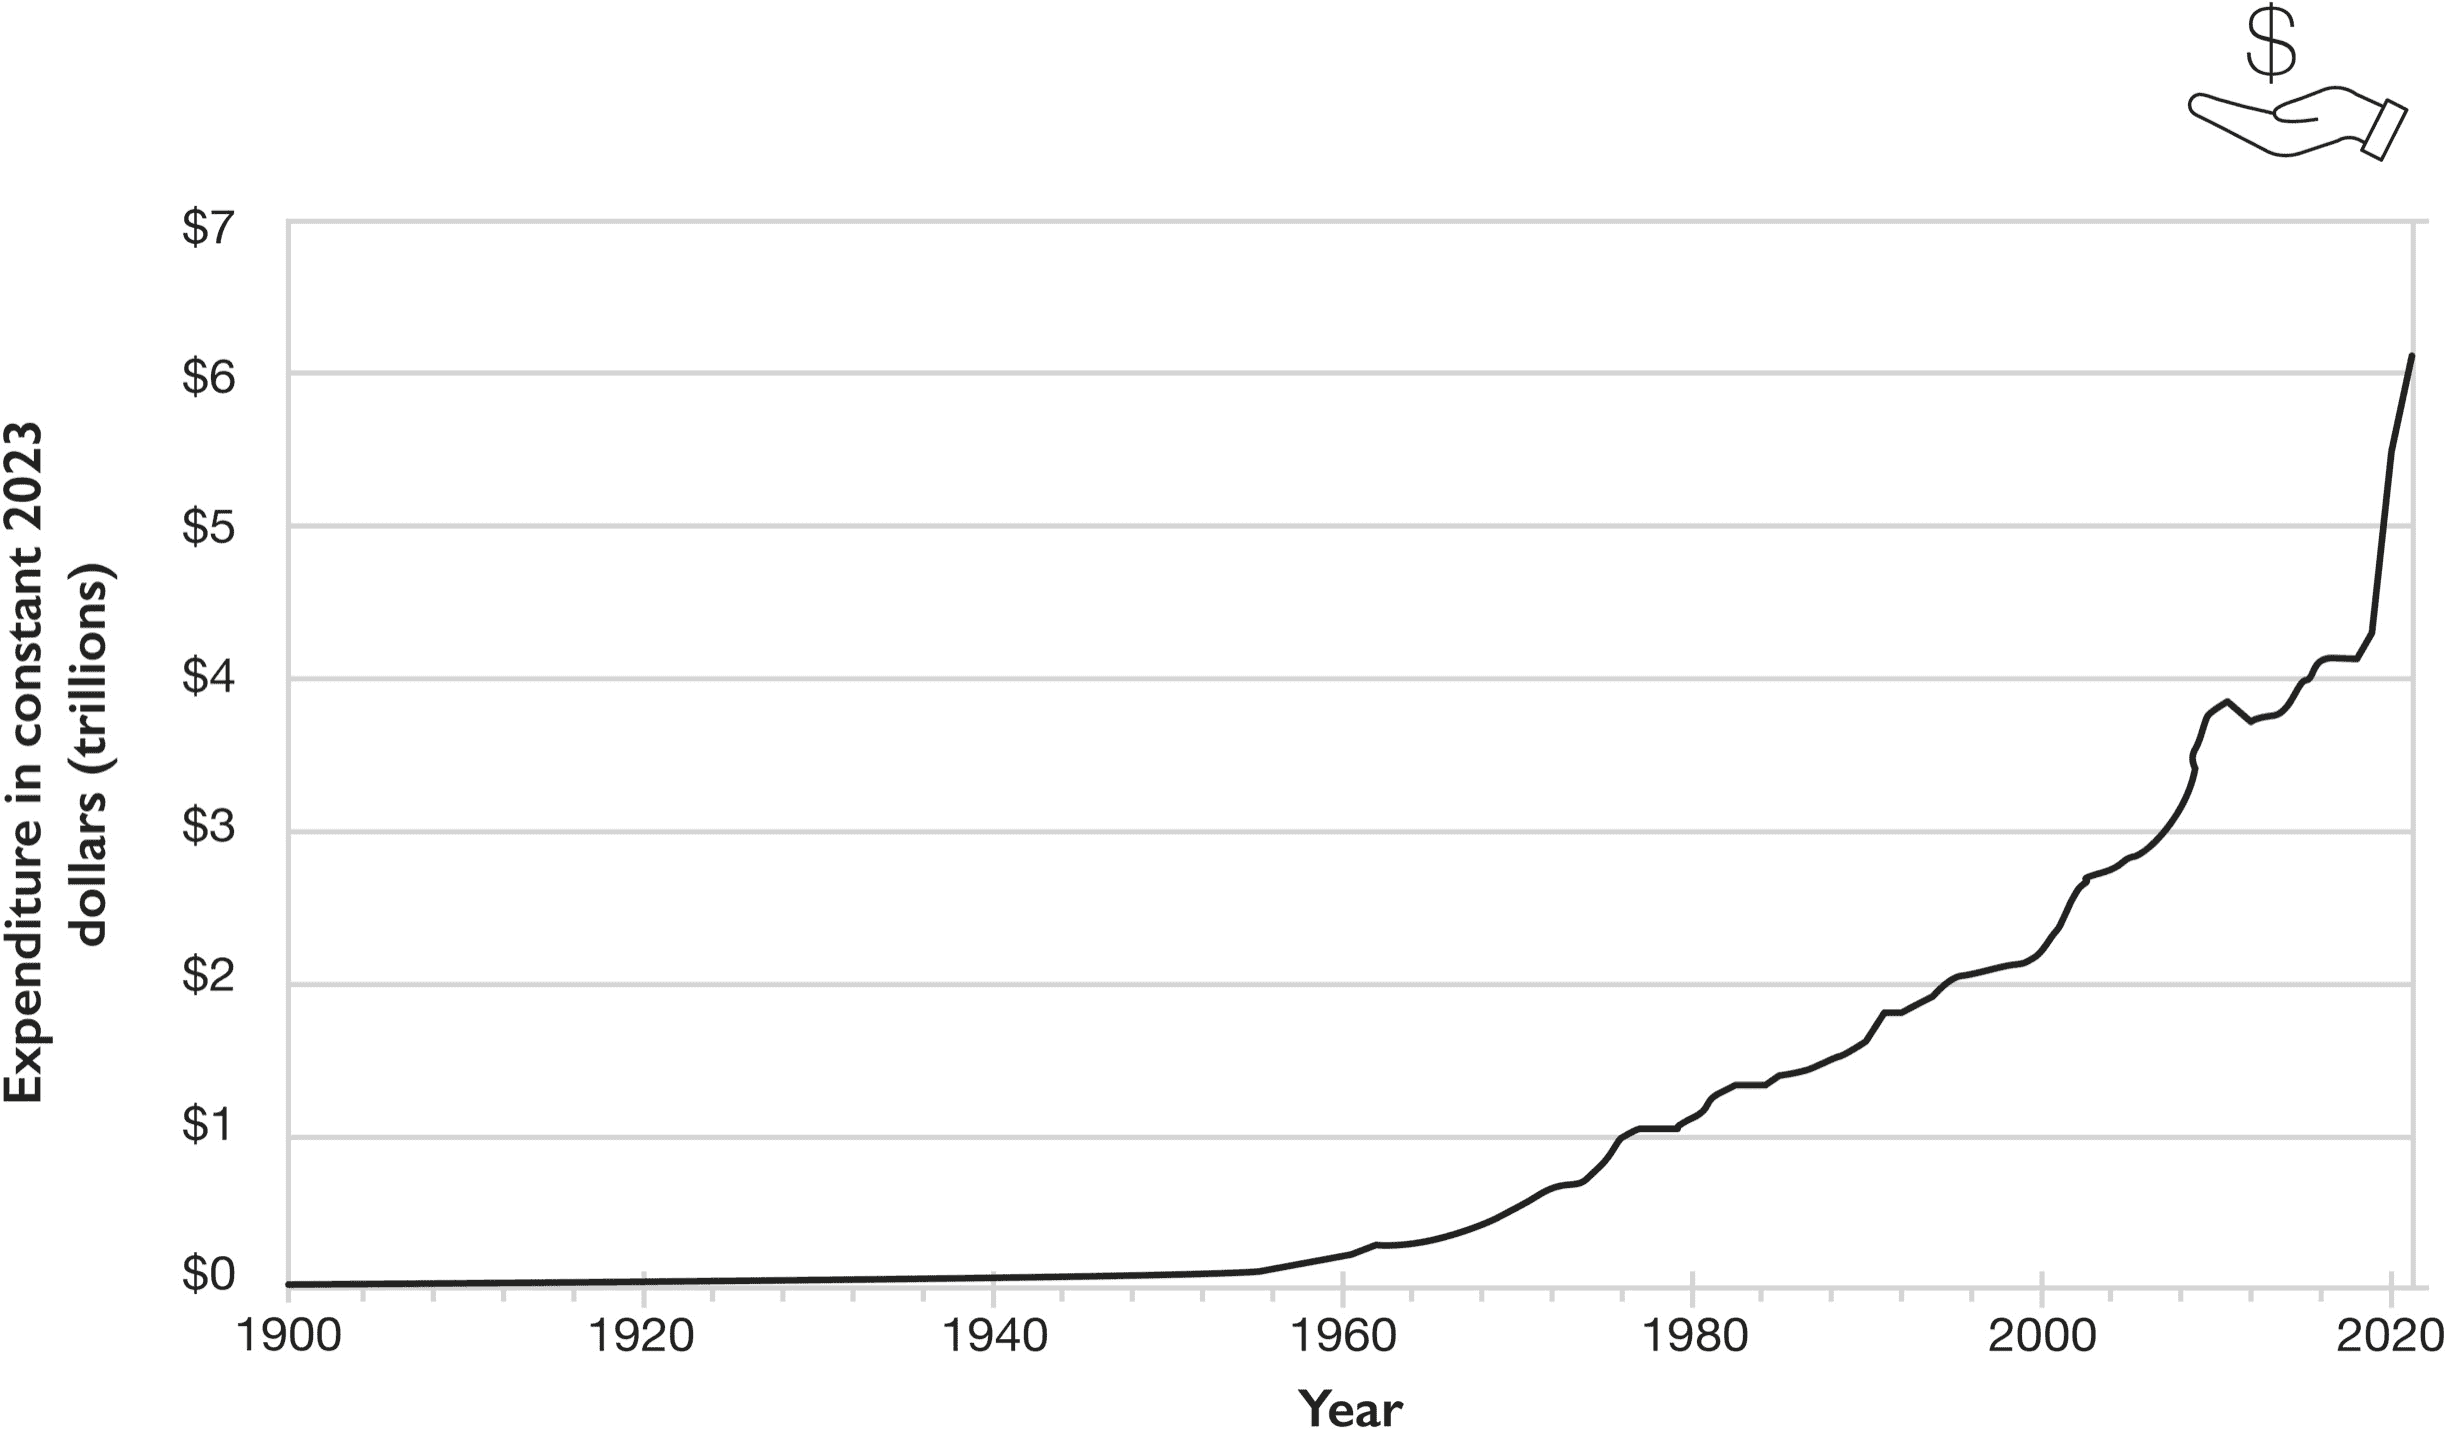 $
$7
$6
$5
$4
$3
$2
$1
$0
Expenditure in constant 2023
dollars (trillions)
1900 1920 1940 1960 1980 2000 2020
Year